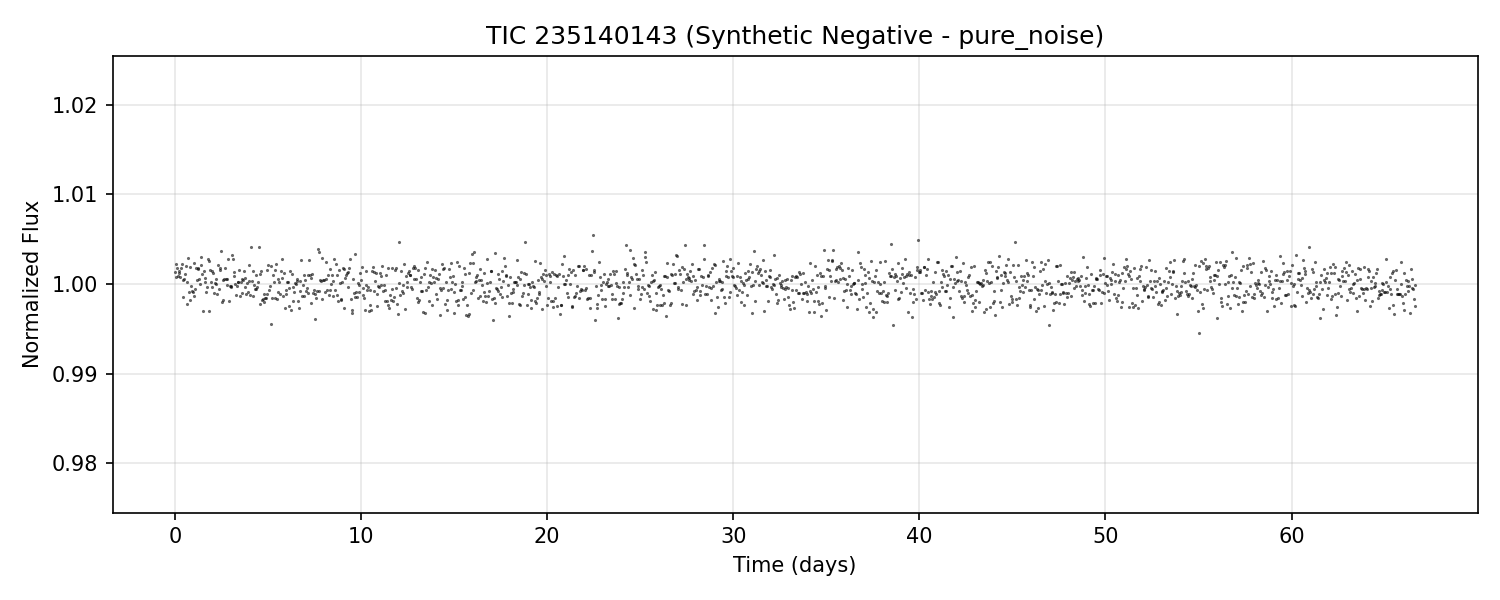 TIC 235140143 (Synthetic Negative - pure_noise)
Normalized Flux
1.02
1.01
1.00
0.99
0.98
0 10 20 30 40 50 60
Time (days)